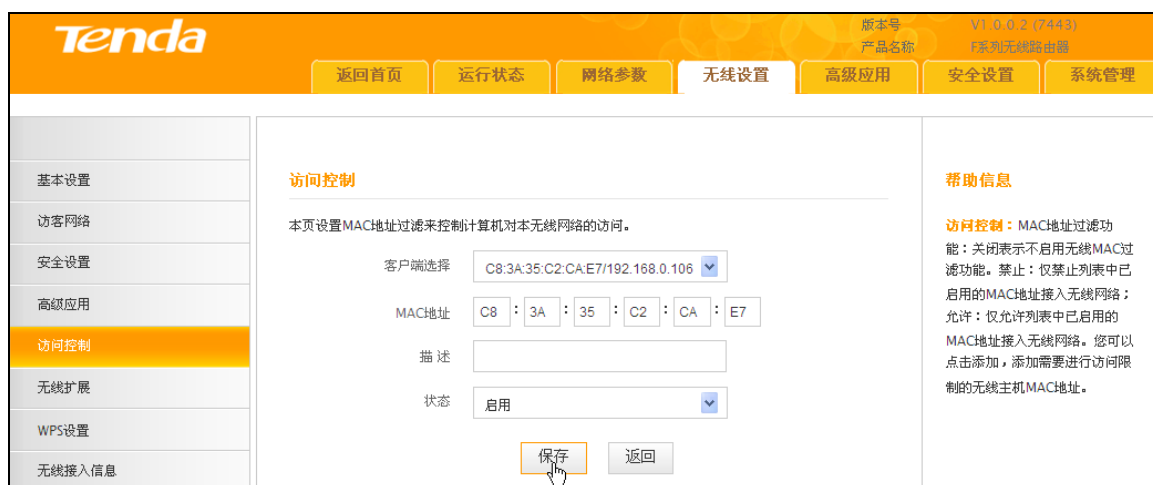 Tenda
版本号 V1.0.0.2 (7443)
产品名称 F系列无线路由器
返回首页 运行状态 网络参数 无线设置 高级应用 安全设置 系统管理
基本设置
访客网络
安全设置
高级应用
访问控制
无线扩展
WPS设置
无线接入信息
访问控制
本页设置MAC地址过滤来控制计算机对本无线网络的访问。
客户端选择 C8:3A:35:C2:CA:E7/192.168.0.106
MAC地址 C8 : 3A : 35 : C2 : CA : E7
描 述
状态 启用
保存 返回
帮助信息
访问控制：MAC地址过滤功
能：关闭表示不启用无线MAC过
滤功能。禁止：仅禁止列表中已
启用的MAC地址接入无线网络；
允许：仅允许列表中已启用的
MAC地址接入无线网络。您可以
点击添加，添加需要进行访问限
制的无线主机MAC地址。